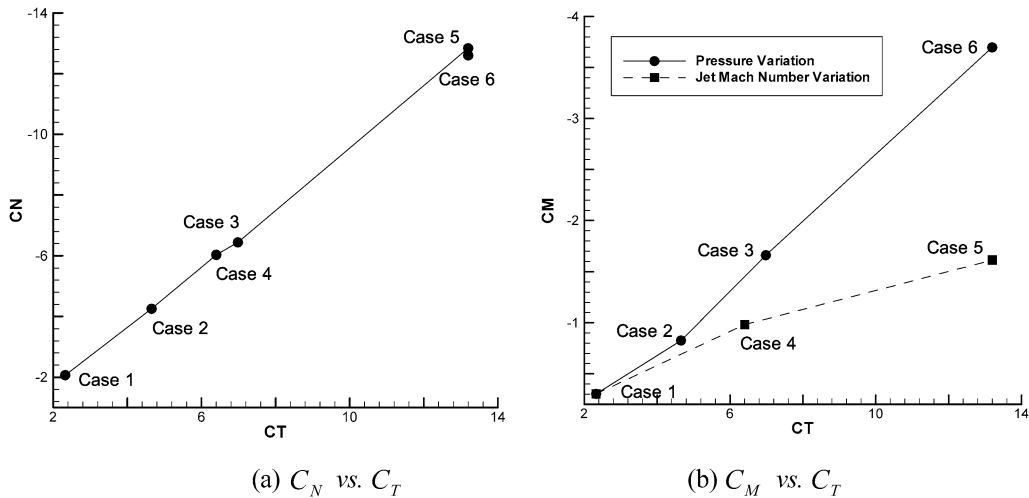 -14
-10
-6
-2
CN
2
6
10
14
CT
Case 5
Case 6
Case 3
Case 4
Case 2
Case 1
(a) C_N vs. C_T
-4
-3
-2
-1
CM
2
6
10
14
CT
Pressure Variation
Jet Mach Number Variation
Case 6
Case 3
Case 5
Case 2
Case 4
Case 1
(b) C_M vs. C_T